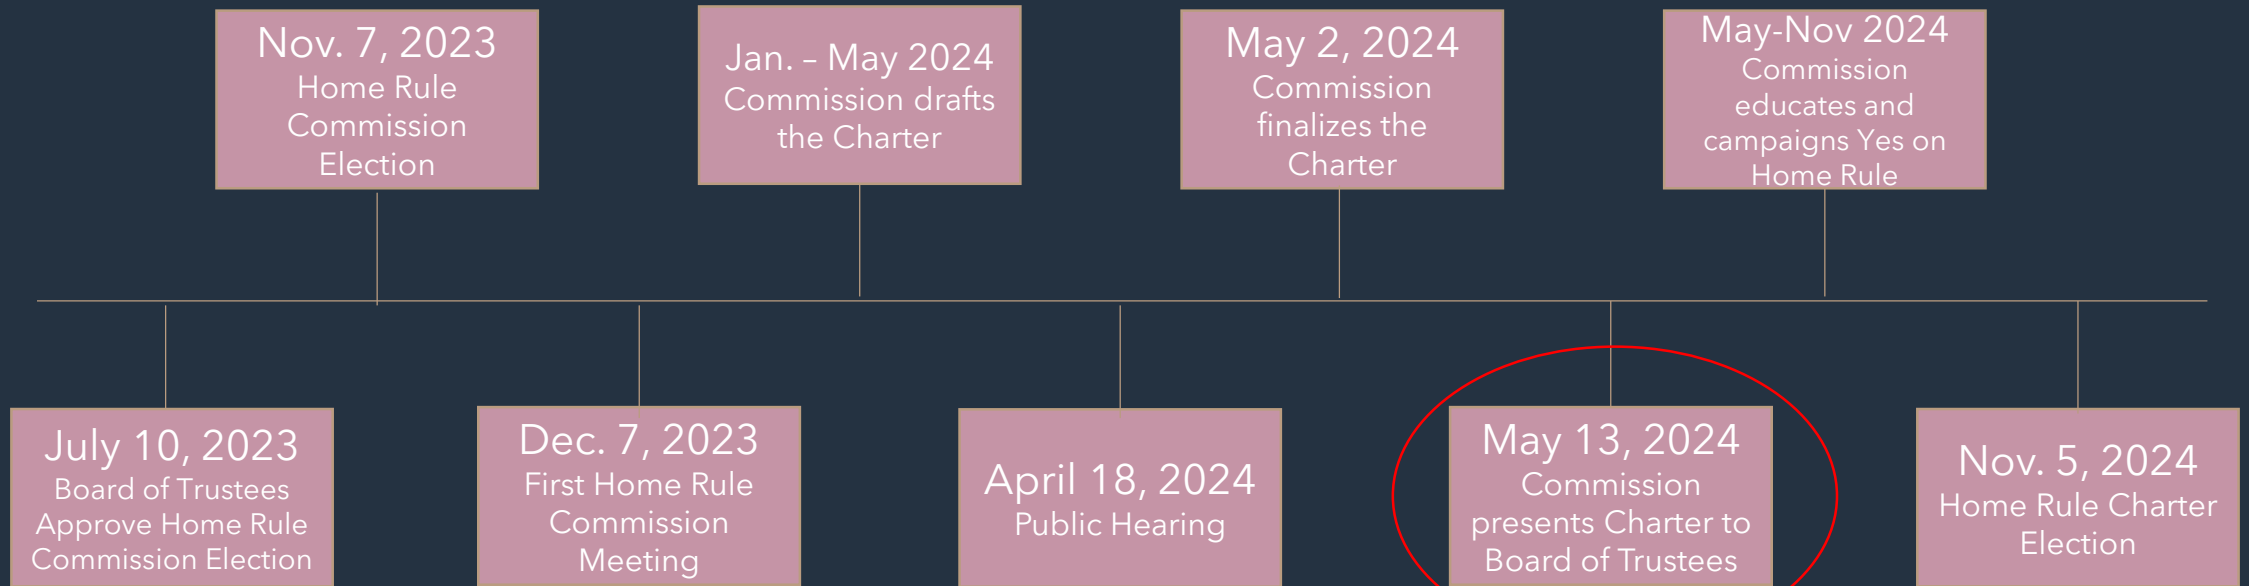 Nov. 7, 2023
Home Rule
Commission
Election
Jan. – May 2024
Commission drafts
the Charter
May 2, 2024
Commission
finalizes the
Charter
May-Nov 2024
Commission
educates and
campaigns Yes on
Home Rule
July 10, 2023
Board of Trustees
Approve Home Rule
Commission Election
Dec. 7, 2023
First Home Rule
Commission
Meeting
April 18, 2024
Public Hearing
May 13, 2024
Commission
presents Charter to
Board of Trustees
Nov. 5, 2024
Home Rule Charter
Election